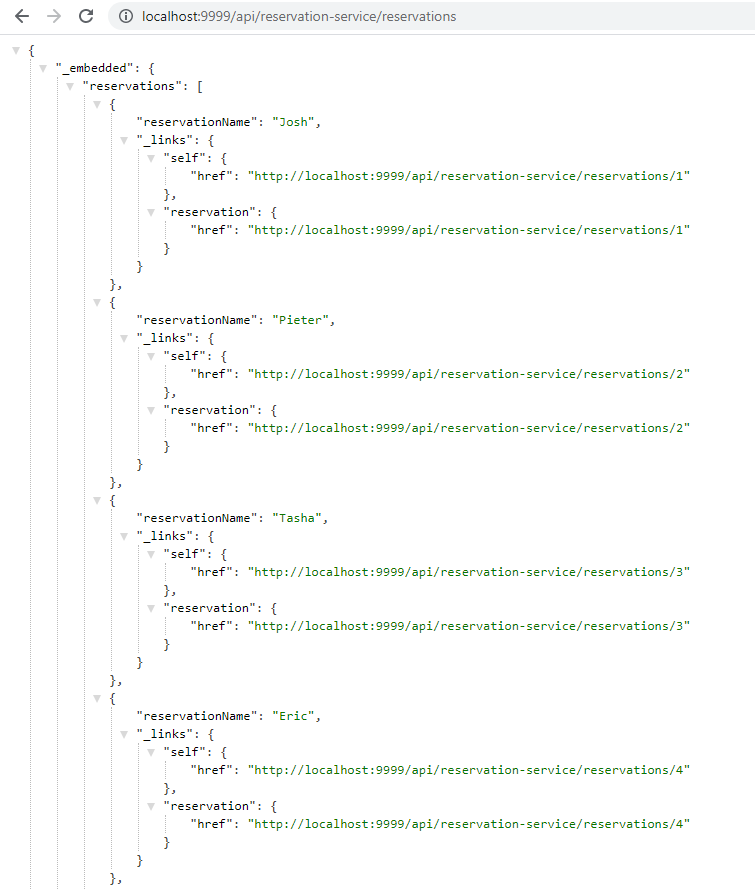 localhost:9999/api/reservation-service/reservations
{
"_embedded": {
"reservations": [
{
"reservationName": "Josh",
"_links": {
"self": {
"href": "http://localhost:9999/api/reservation-service/reservations/1"
},
"reservation": {
"href": "http://localhost:9999/api/reservation-service/reservations/1"
}
}
},
{
"reservationName": "Pieter",
"_links": {
"self": {
"href": "http://localhost:9999/api/reservation-service/reservations/2"
},
"reservation": {
"href": "http://localhost:9999/api/reservation-service/reservations/2"
}
}
},
{
"reservationName": "Tasha",
"_links": {
"self": {
"href": "http://localhost:9999/api/reservation-service/reservations/3"
},
"reservation": {
"href": "http://localhost:9999/api/reservation-service/reservations/3"
}
}
},
{
"reservationName": "Eric",
"_links": {
"self": {
"href": "http://localhost:9999/api/reservation-service/reservations/4"
},
"reservation": {
"href": "http://localhost:9999/api/reservation-service/reservations/4"
}
}
},